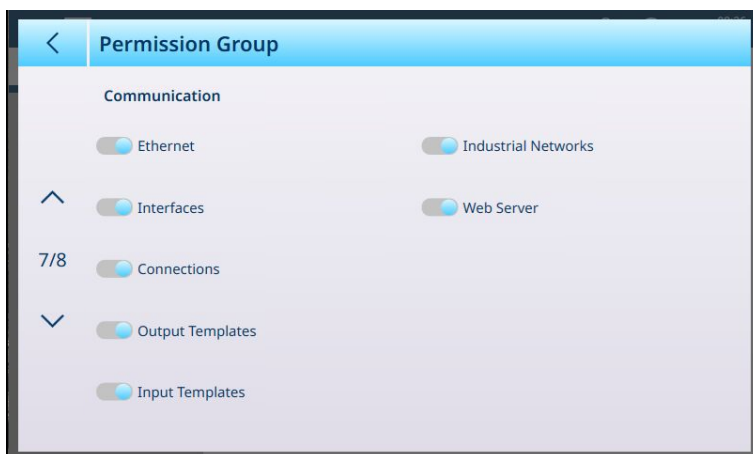 Permission Group
Communication
Ethernet
Industrial Networks
Interfaces
Web Server
7/8
Connections
Output Templates
Input Templates